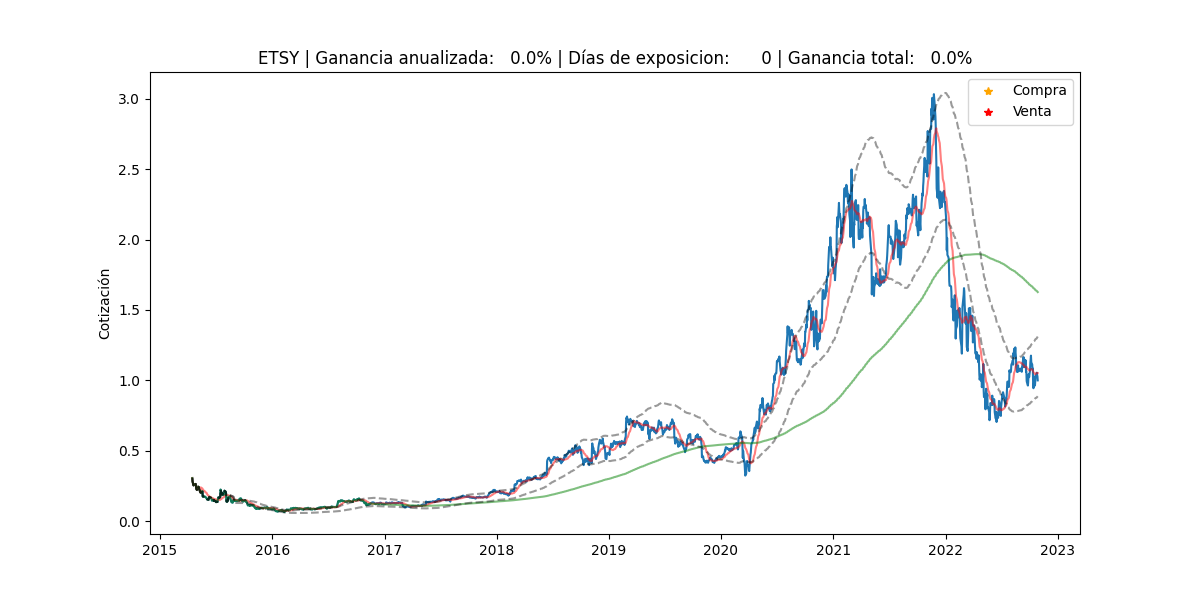 ETSY | Ganancia anualizada:   0.0% | Días de exposicion:      0 | Ganancia total:   0.0%
Compra
Venta
Cotización
3.0
2.5
2.0
1.5
1.0
0.5
0.0
2015 2016 2017 2018 2019 2020 2021 2022 2023